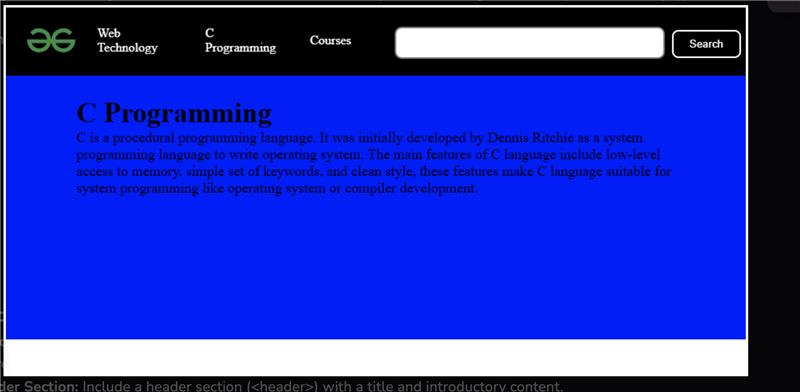 Web
Technology
C
Programming
Courses
Search
C Programming
C is a procedural programming language. It was initially developed by Dennis Ritchie as a system
programming language to write operating system. The main features of C language include low-level
access to memory, simple set of keywords, and clean style, these features make C language suitable for
system programming like operating system or compiler development.
der Section: Include a header section (<header>) with a title and introductory content.